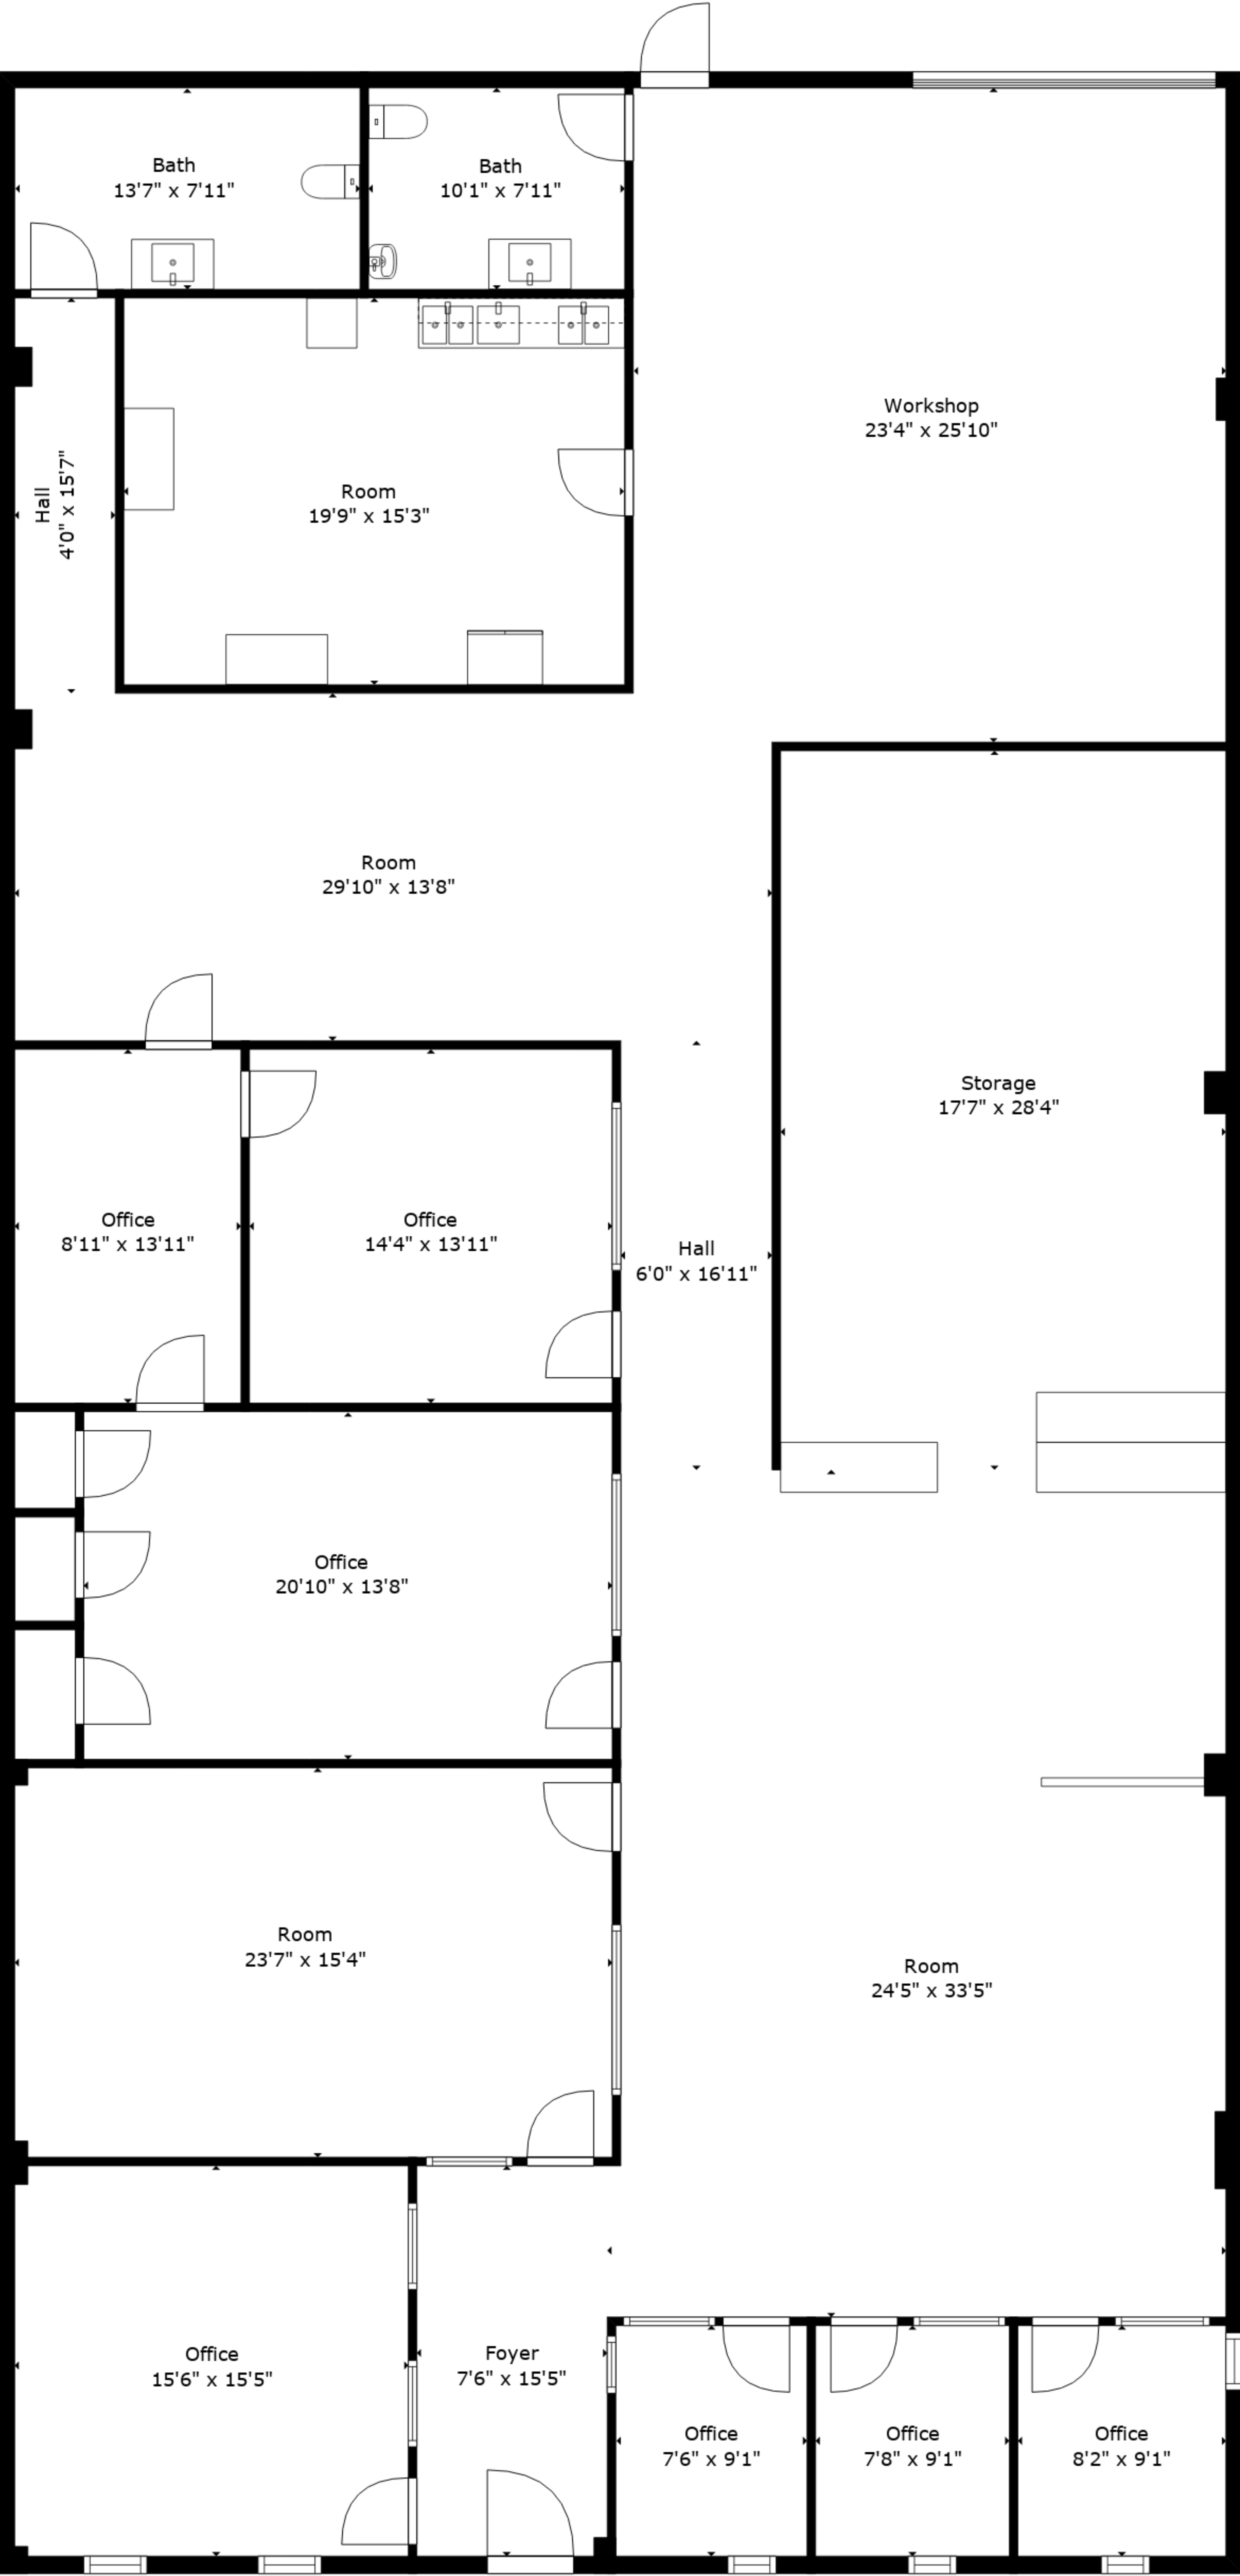 Bath
13'7" x 7'11"
Bath
10'1" x 7'11"
Workshop
23'4" x 25'10"
Hall
4'0" x 15'7"
Room
19'9" x 15'3"
Room
29'10" x 13'8"
Storage
17'7" x 28'4"
Office
8'11" x 13'11"
Office
14'4" x 13'11"
Hall
6'0" x 16'11"
Office
20'10" x 13'8"
Room
23'7" x 15'4"
Room
24'5" x 33'5"
Office
15'6" x 15'5"
Foyer
7'6" x 15'5"
Office
7'6" x 9'1"
Office
7'8" x 9'1"
Office
8'2" x 9'1"